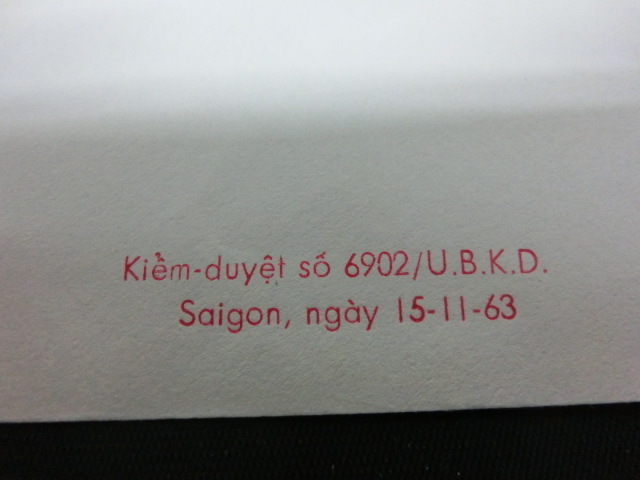 Kiểm-duyệt số 6902/U.B.K.D.
Saigon, ngày 15-11-63